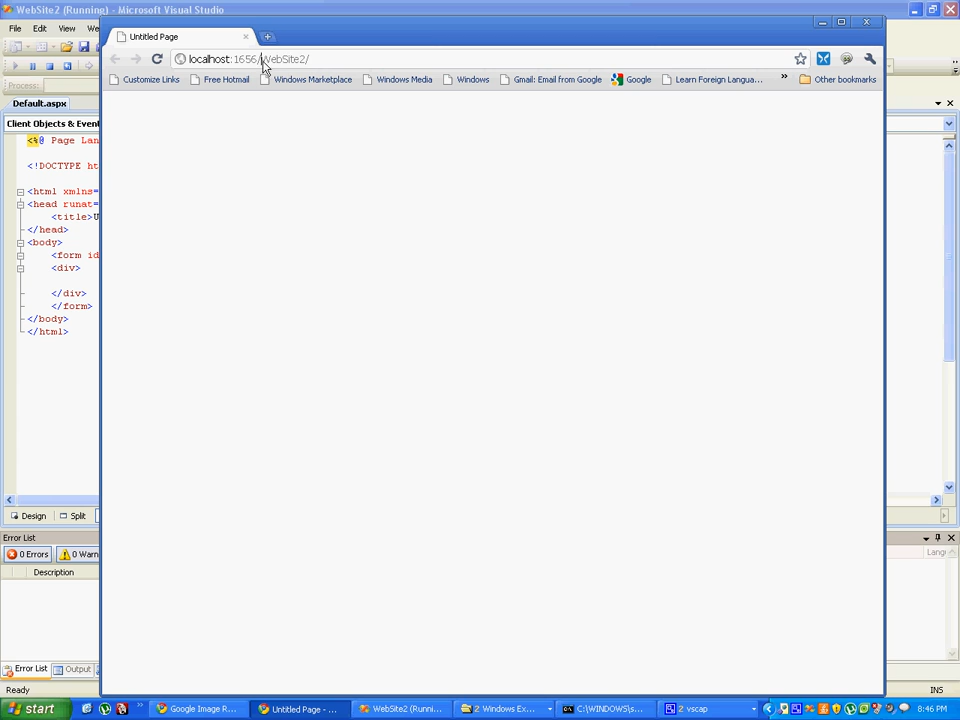 WebSite2 (Running) - Microsoft Visual Studio
File Edit View We
Untitled Page
localhost:1656/WebSite2/
Customize Links Free Hotmail Windows Marketplace Windows Media Windows Gmail: Email from Google Google Learn Foreign Langua... » Other bookmarks
Process:
Default.aspx
Client Objects & Event
<%@ Page Lan
<!DOCTYPE ht
<html xmlns=
<head runat=
<title>U
</head>
<body>
<form id
<div>
</div>
</form>
</body>
</html>
Design Split
Error List
0 Errors 0 Warn
Langu
Description
Error List Output
Ready
INS
start Google Image R... Untitled Page - ... WebSite2 (Runni... 2 Windows Ex... C:\WINDOWS\s... 2 vscap 8:46 PM